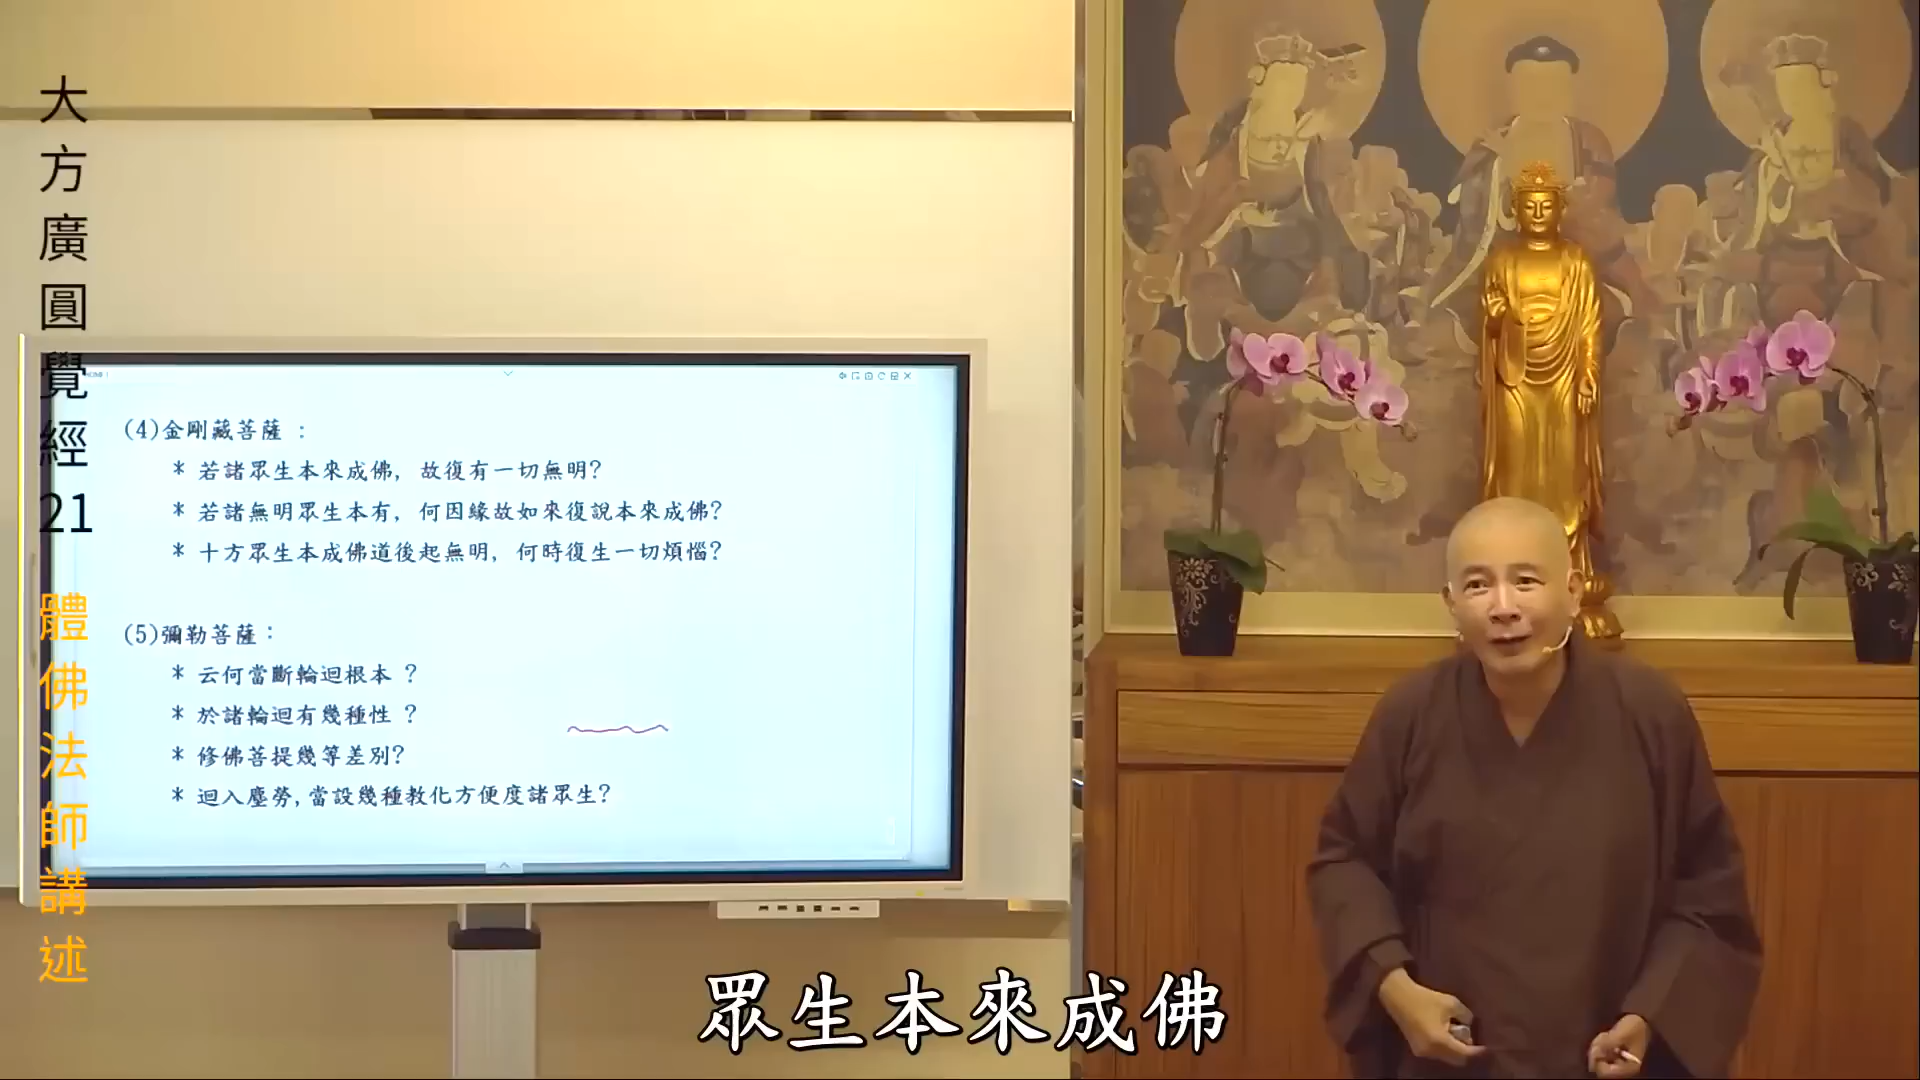 大方廣圓覺經21
體佛法師講述
(4)金剛藏菩薩 :
* 若諸眾生本來成佛, 故復有一切無明?
* 若諸無明眾生本有, 何因緣故如來復說本來成佛?
* 十方眾生本成佛道後起無明, 何時復生一切煩惱?
(5)彌勒菩薩:
* 云何當斷輪迴根本 ?
* 於諸輪迴有幾種性 ?
* 修佛菩提幾等差別?
* 迴入塵勞,當設幾種教化方便度諸眾生?
眾生本來成佛